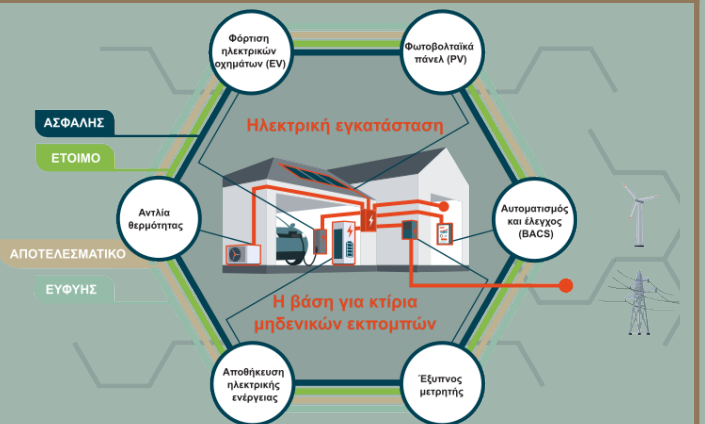 Φόρτιση
ηλεκτρικών
οχημάτων (EV)
Φωτοβολταϊκά
πάνελ (PV)
ΑΣΦΑΛΗΣ
ΕΤΟΙΜΟ
Ηλεκτρική εγκατάσταση
Αντλία
θερμότητας
Αυτοματισμός
και έλεγχος
(BACS)
ΑΠΟΤΕΛΕΣΜΑΤΙΚΟ
ΕΥΦΥΗΣ
Η βάση για κτίρια
μηδενικών εκπομπών
Αποθήκευση
ηλεκτρικής
ενέργειας
Έξυπνος
μετρητής